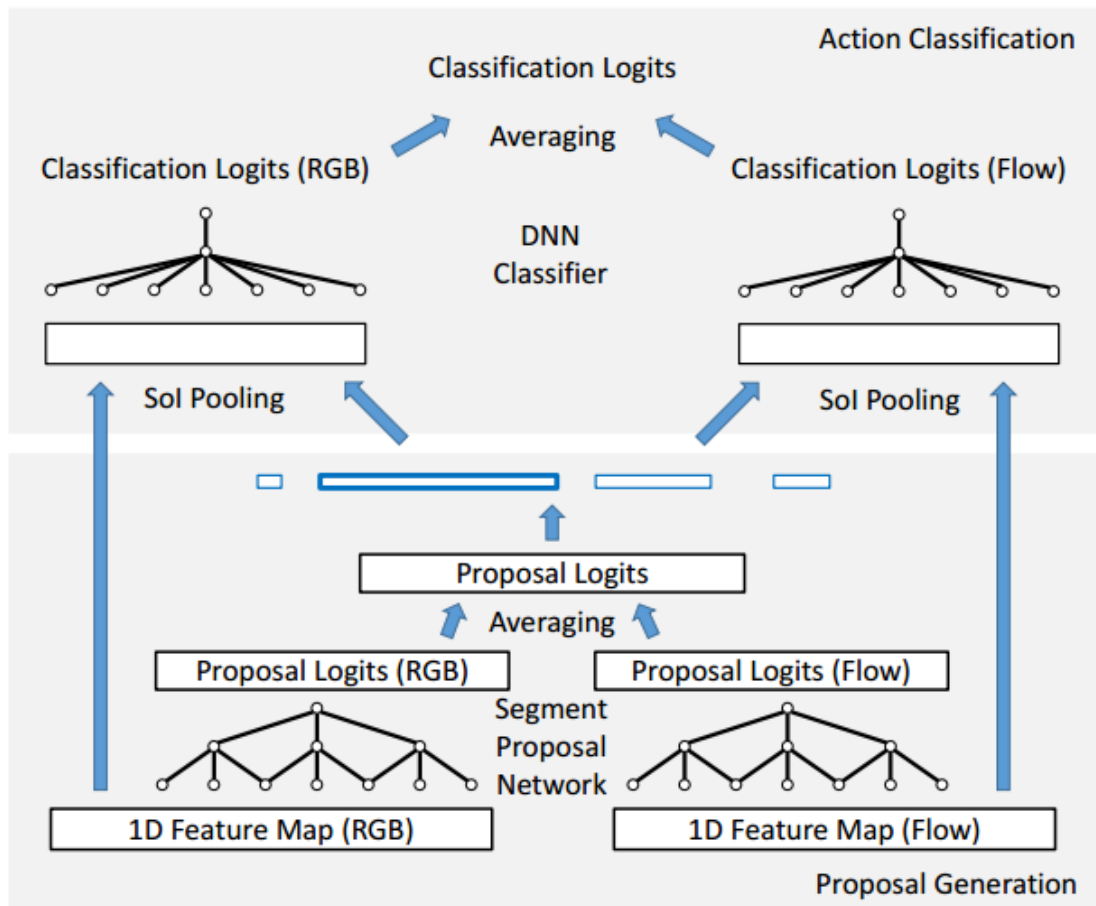 Action Classification
Classification Logits
Averaging
Classification Logits (RGB)
Classification Logits (Flow)
DNN
Classifier
SoI Pooling
SoI Pooling
Proposal Logits
Averaging
Proposal Logits (RGB)
Proposal Logits (Flow)
Segment
Proposal
Network
1D Feature Map (RGB)
1D Feature Map (Flow)
Proposal Generation